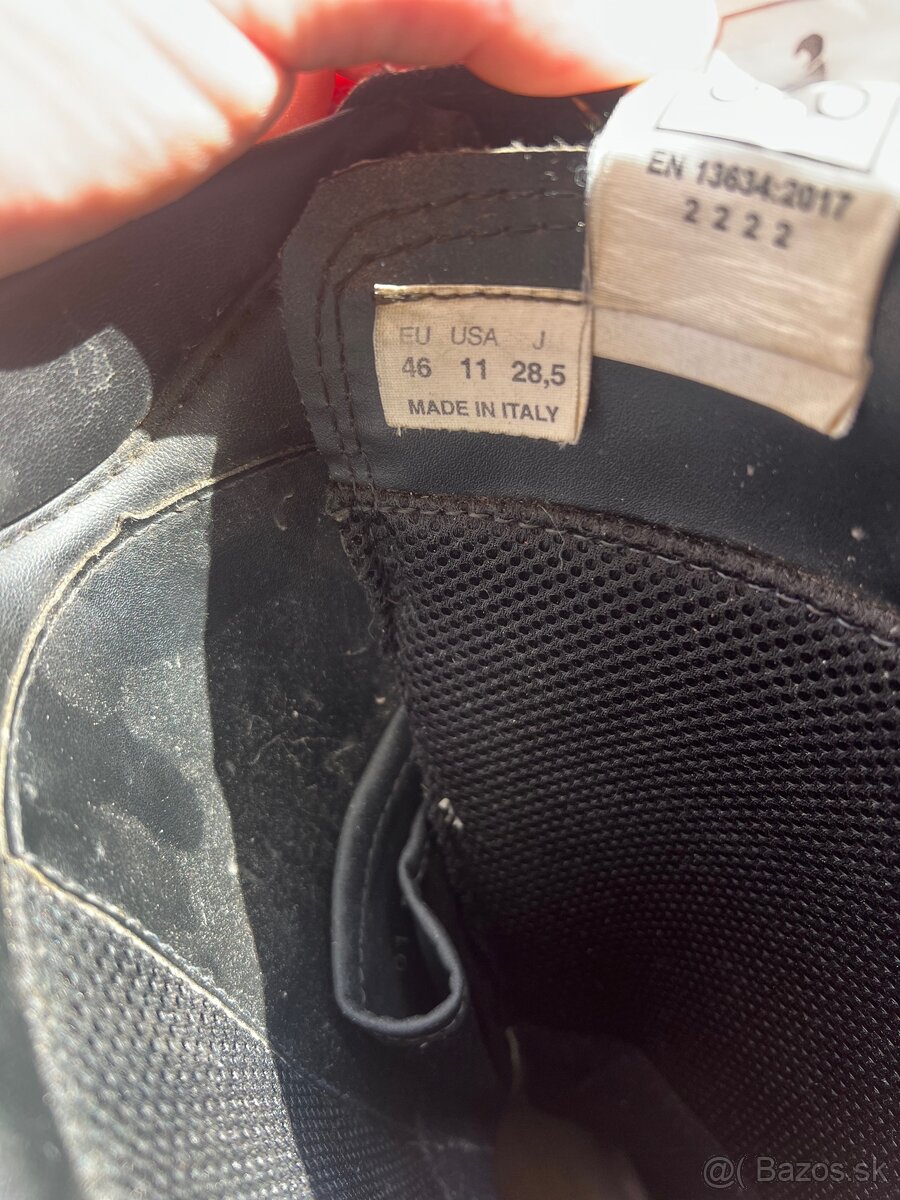 EN 13634:2017
2 2 2 2
EU USA J
46 11 28,5
MADE IN ITALY
@( Bazos.sk